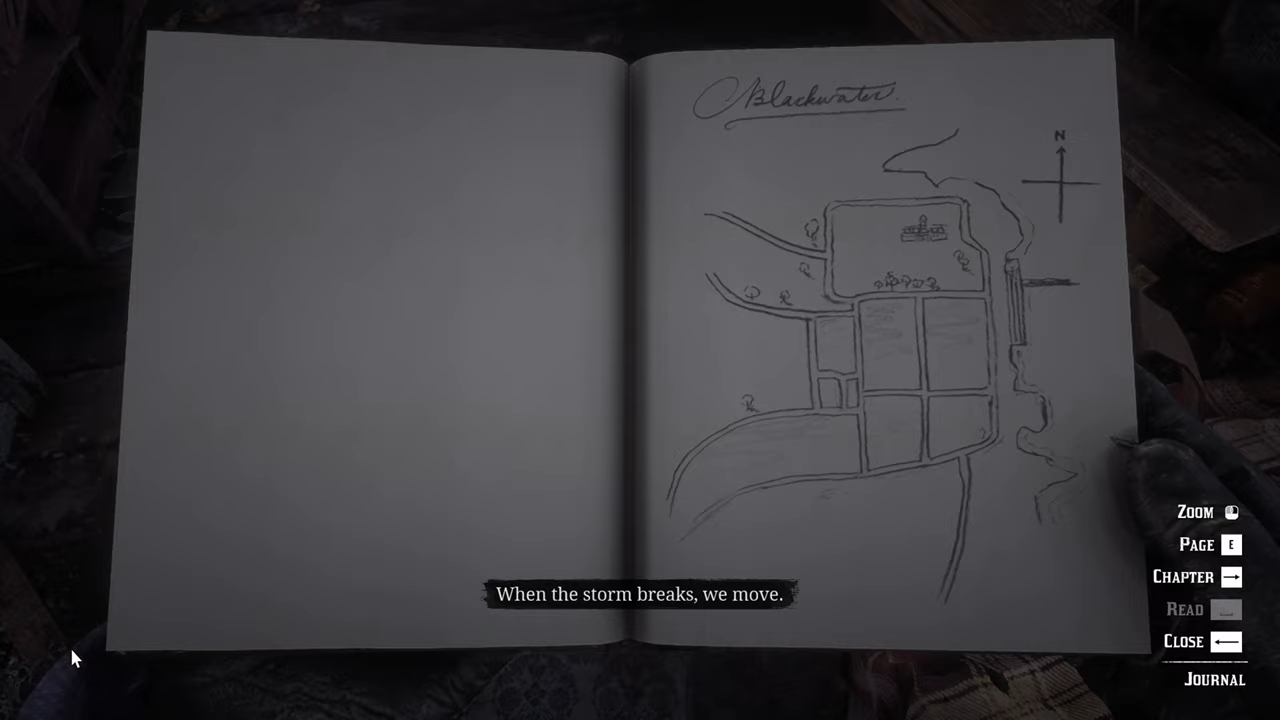 Blackwater.
N
When the storm breaks, we move.
ZOOM
PAGE E
CHAPTER →
READ
CLOSE ←
JOURNAL